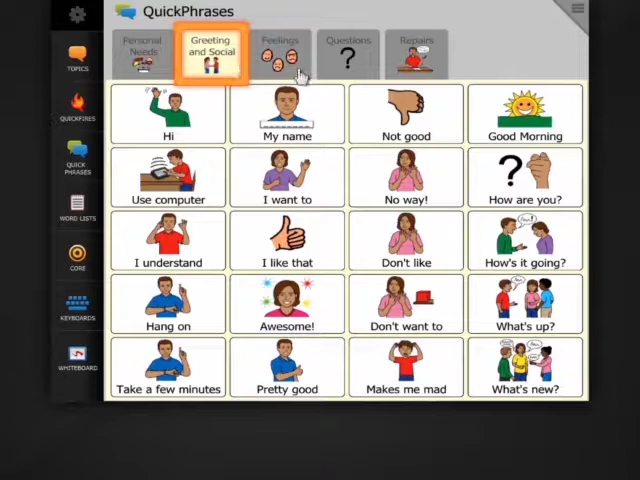 QuickPhrases
Personal Needs
Greeting and Social
Feelings
Questions
?
Repairs
TOPICS
QUICKFIRES
QUICK PHRASES
WORD LISTS
CORE
KEYBOARDS
WHITEBOARD
Hi
My name
Not good
Good Morning
Use computer
I want to
No way!
?
How are you?
I understand
I like that
Don't like
How's it going?
Hang on
Awesome!
Don't want to
What's up?
Take a few minutes
Pretty good
Makes me mad
What's new?